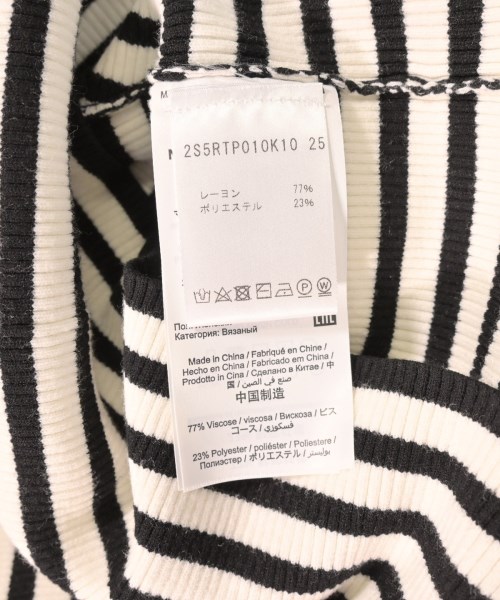 2S5RTP010K10 25
レーヨン 77%
ポリエステル 23%
Категория: Вязаный
Made in China / Fabriqué en Chine /
Hecho en China / Fabricado em China /
Prodotto in Cina / Сделано в Китае / 中
国 / صنع في الصين /
中国制造
77% Viscose / viscosa / Вискоза / ビス
コース / فسكوزي/
23% Polyester / poliéster / Poliestere /
Полиэстер / ポリエステル / بوليستر/